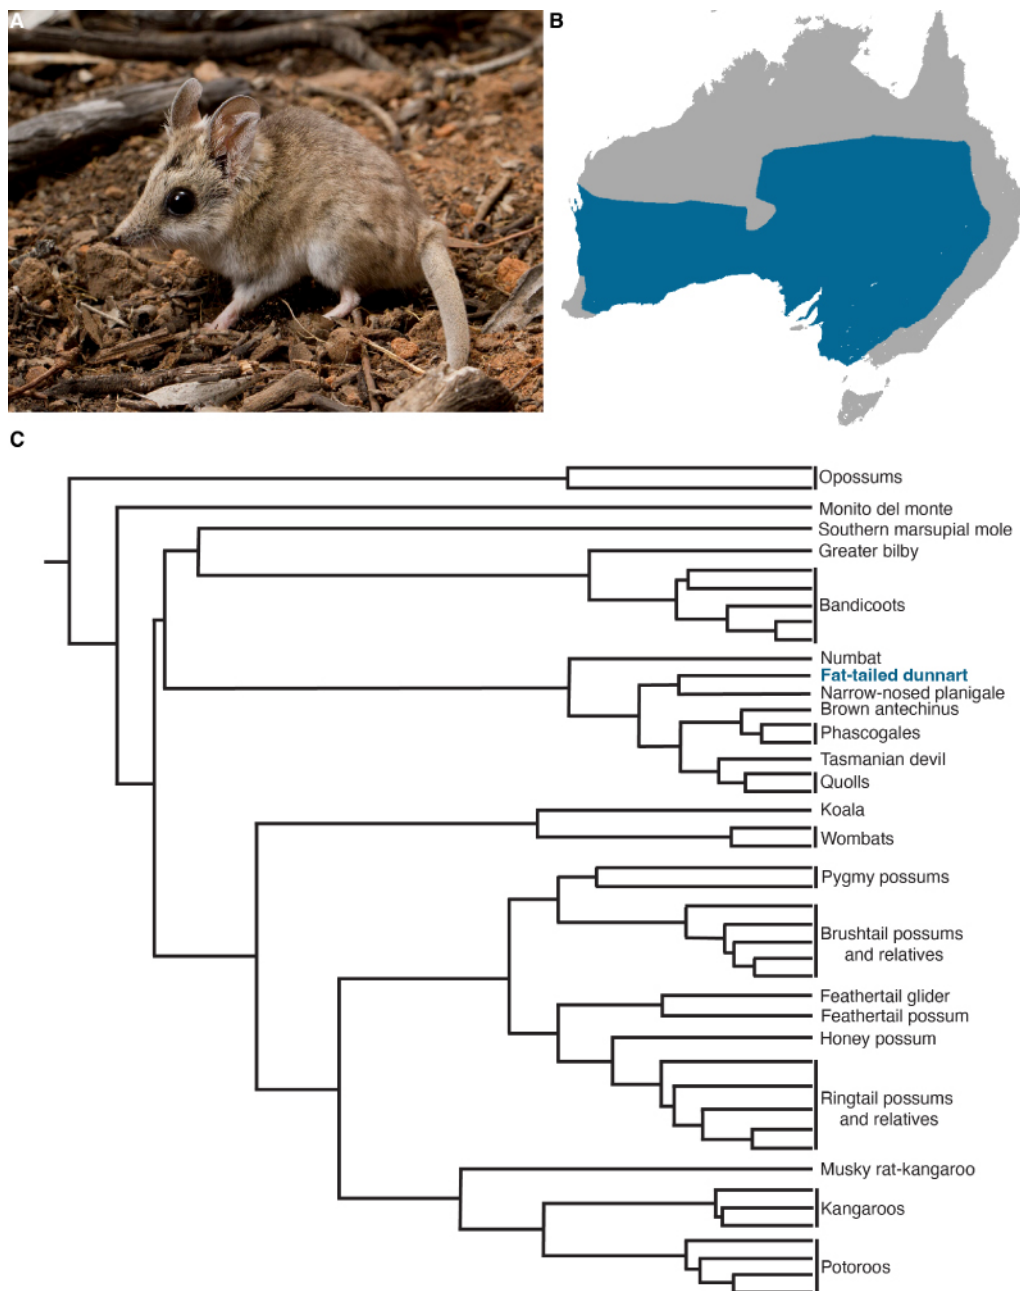 A
B
C
Opossums
Monito del monte
Southern marsupial mole
Greater bilby
Bandicoots
Numbat
Fat-tailed dunnart
Narrow-nosed planigale
Brown antechinus
Phascogales
Tasmanian devil
Quolls
Koala
Wombats
Pygmy possums
Brushtail possums
and relatives
Feathertail glider
Feathertail possum
Honey possum
Ringtail possums
and relatives
Musky rat-kangaroo
Kangaroos
Potoroos